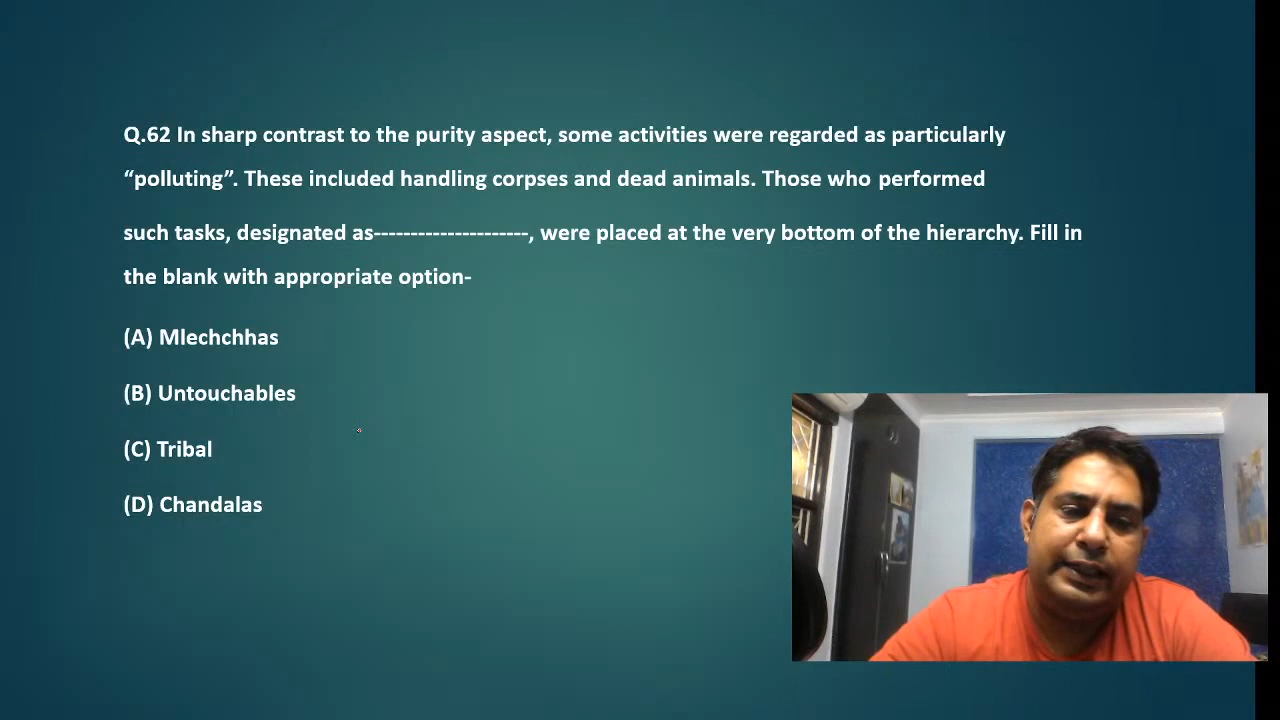 Q.62 In sharp contrast to the purity aspect, some activities were regarded as particularly
“polluting”. These included handling corpses and dead animals. Those who performed
such tasks, designated as---------------------, were placed at the very bottom of the hierarchy. Fill in
the blank with appropriate option-
(A) Mlechchhas
(B) Untouchables
(C) Tribal
(D) Chandalas